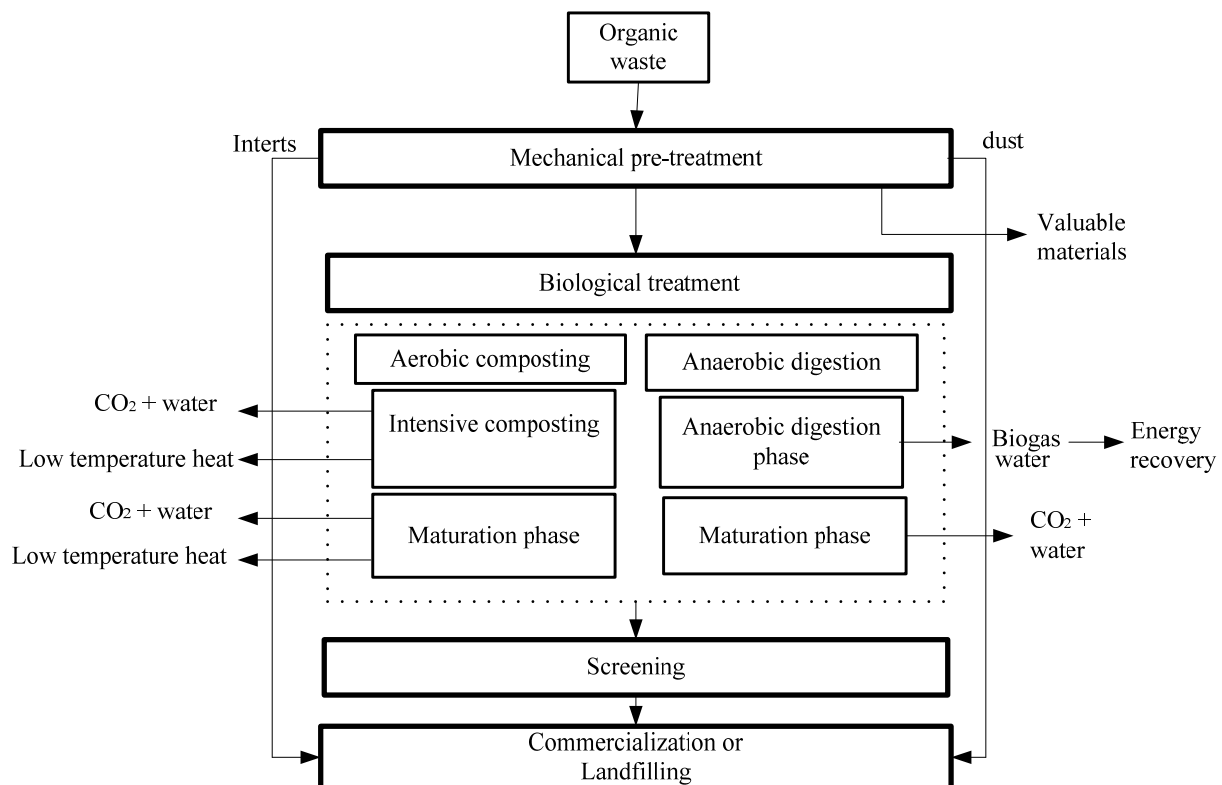 Organic
waste
Interts
dust
Mechanical pre-treatment
Valuable
materials
Biological treatment
Aerobic composting
Anaerobic digestion
CO₂ + water
Intensive composting
Anaerobic digestion
phase
Biogas
water
Energy
recovery
Low temperature heat
CO₂ + water
Maturation phase
Maturation phase
CO₂ +
water
Low temperature heat
Screening
Commercialization or
Landfilling